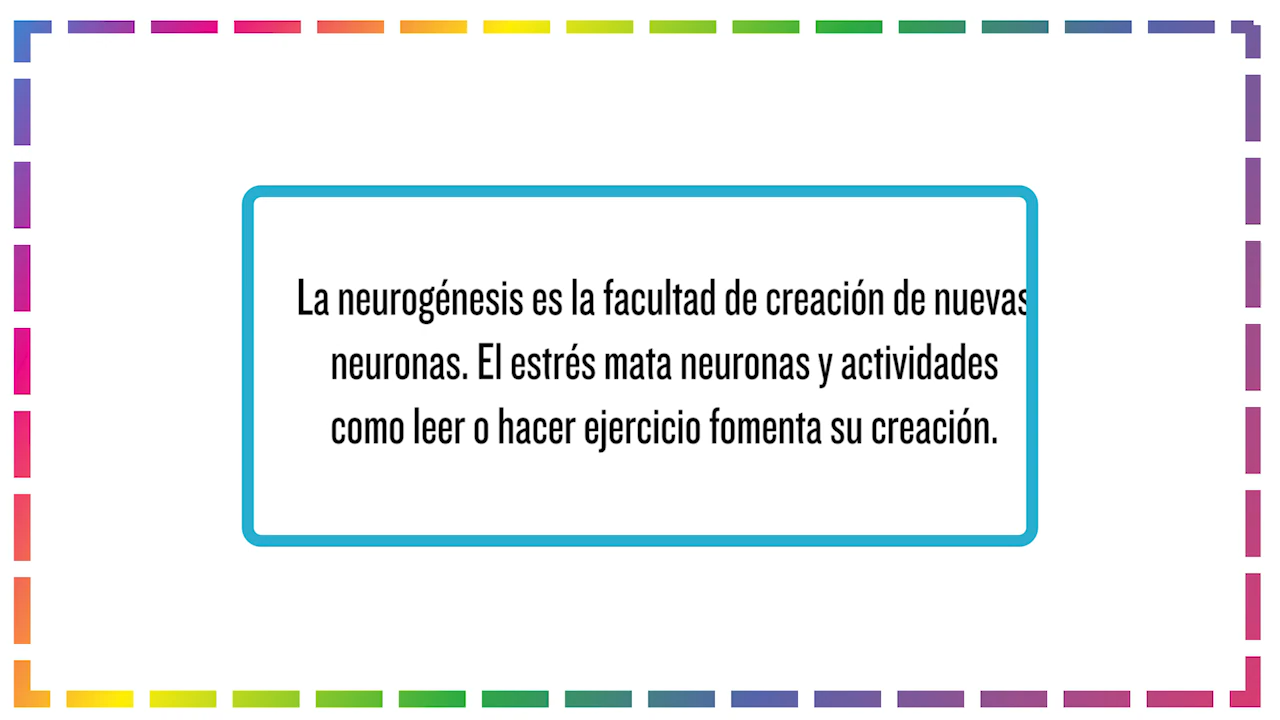 La neurogénesis es la facultad de creación de nuevas
neuronas. El estrés mata neuronas y actividades
como leer o hacer ejercicio fomenta su creación.